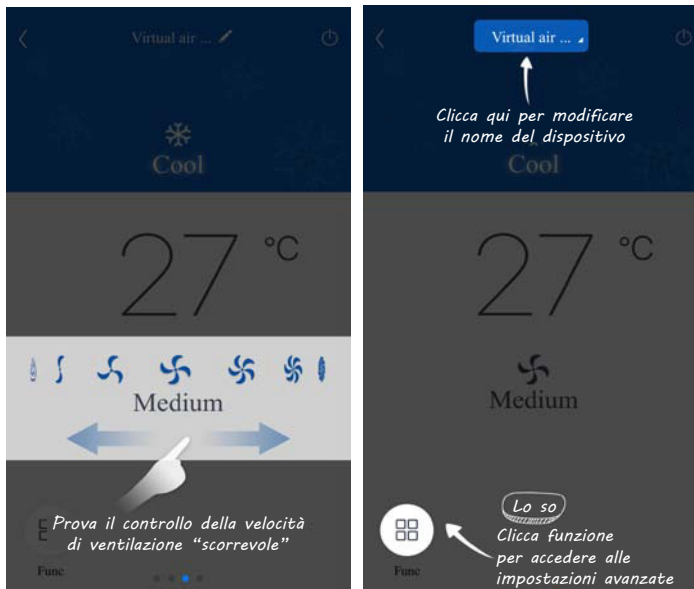 Virtual air ...
Cool
27 °C
Medium
Prova il controllo della velocità
di ventilazione “scorrevole”
Func
Virtual air ...
Clicca qui per modificare
il nome del dispositivo
Cool
27 °C
Medium
Lo so
Clicca funzione
per accedere alle
impostazioni avanzate
Func